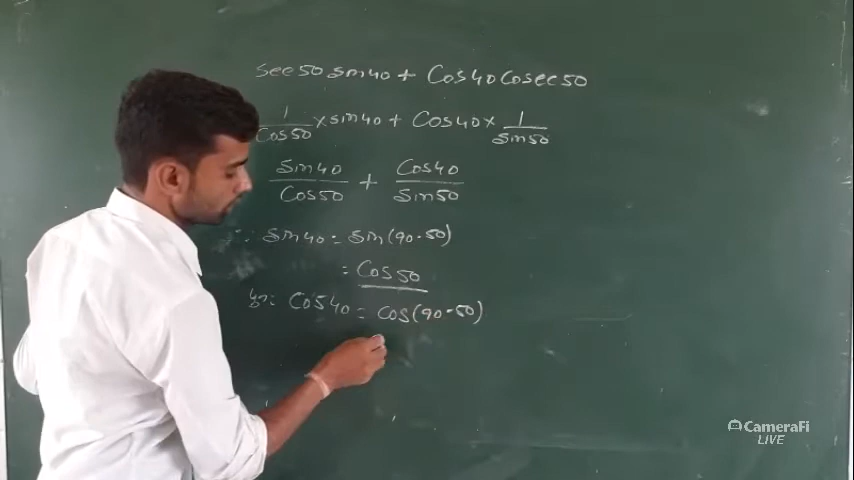 sec50 sin40 + Cos40 Cosec50
1/Cos50 × sin40 + Cos40 × 1/Sin50
Sin40/Cos50 + Cos40/Sin50
∵ Sin40 = Sin(90-50)
= Cos50
पुनः Cos40 = Cos(90-50)
CameraFi
LIVE